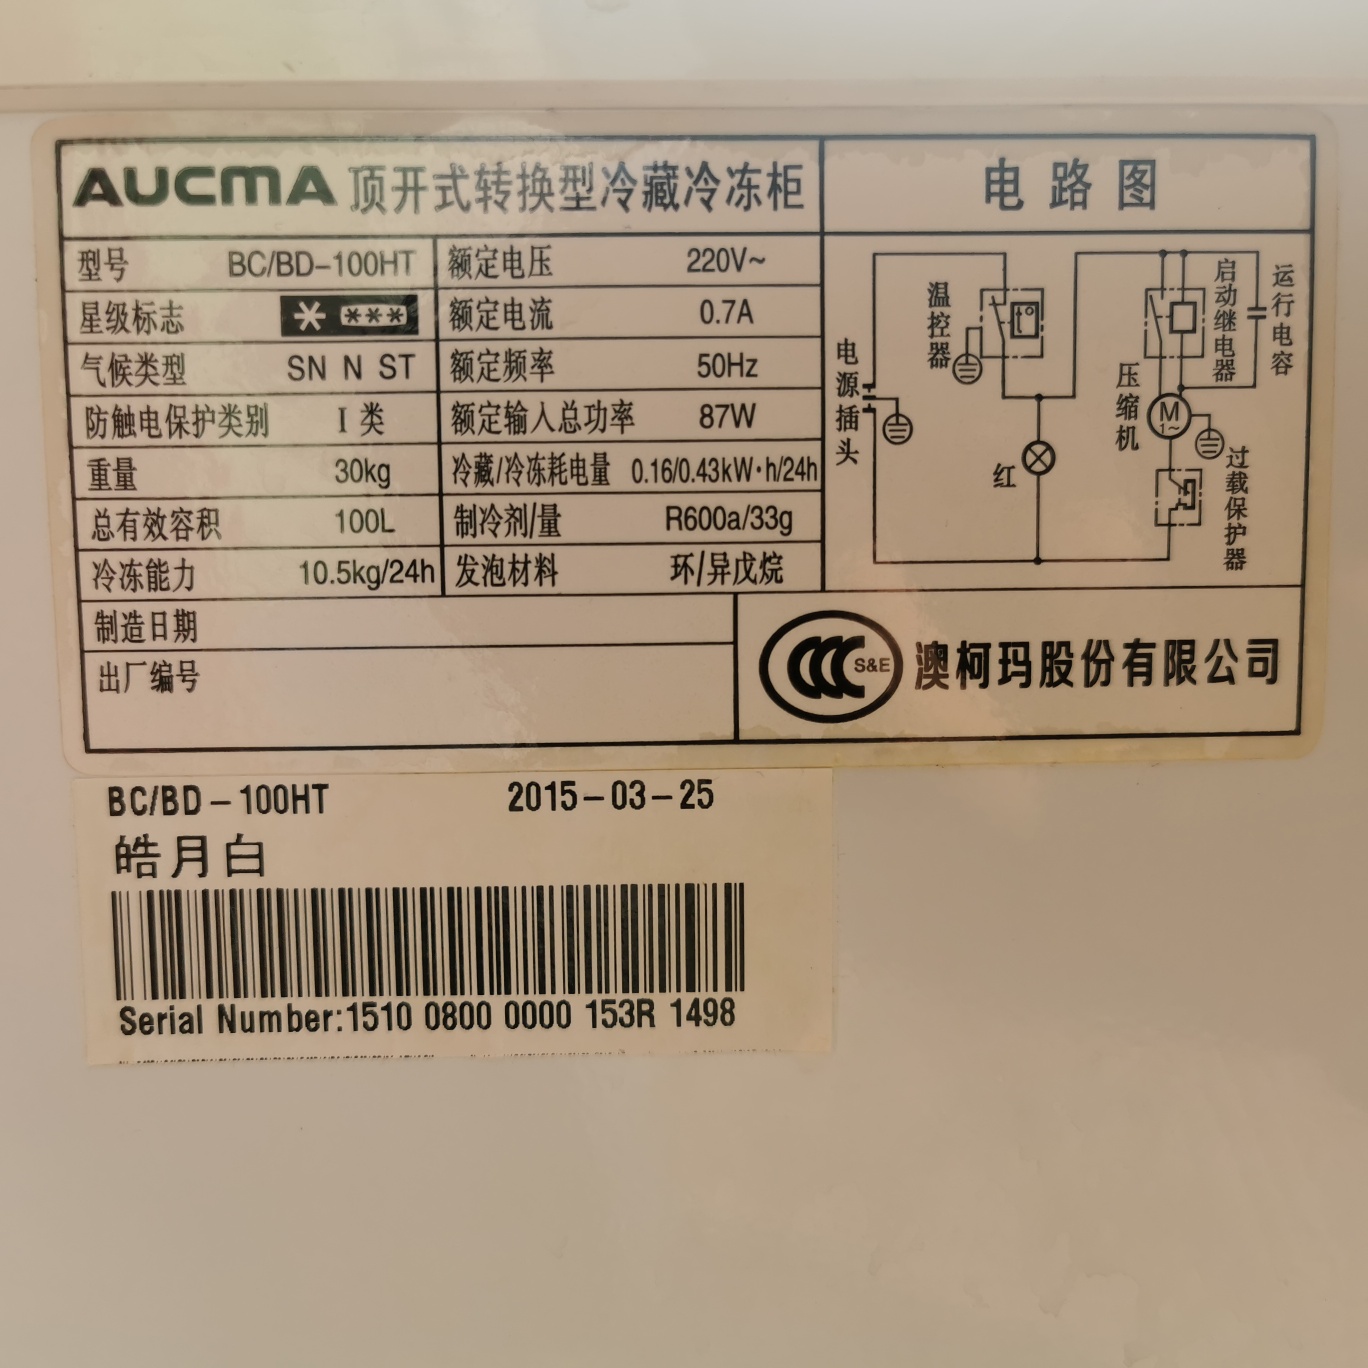 AUCMA 顶开式转换型冷藏冷冻柜
电路图
型号 BC/BD-100HT 额定电压 220V~
星级标志 * *** 额定电流 0.7A
气候类型 SN N ST 额定频率 50Hz
防触电保护类别 I 类 额定输入总功率 87W
重量 30kg 冷藏/冷冻耗电量 0.16/0.43kW·h/24h
总有效容积 100L 制冷剂/量 R600a/33g
冷冻能力 10.5kg/24h 发泡材料 环/异戊烷
制造日期
出厂编号
电源插头
温控器
t°
红
压缩机
M
1~
启动继电器
运行电容
过载保护器
CCC S&E 澳柯玛股份有限公司
BC/BD-100HT 2015-03-25
皓月白
Serial Number:1510 0800 0000 153R 1498